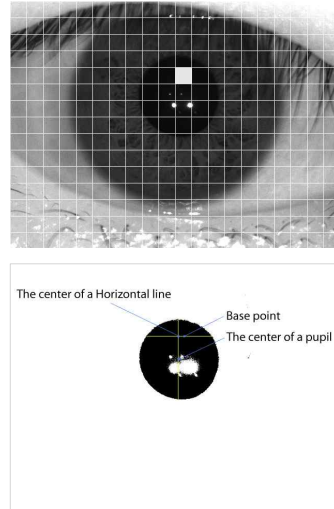 The center of a Horizontal line
Base point
The center of a pupil